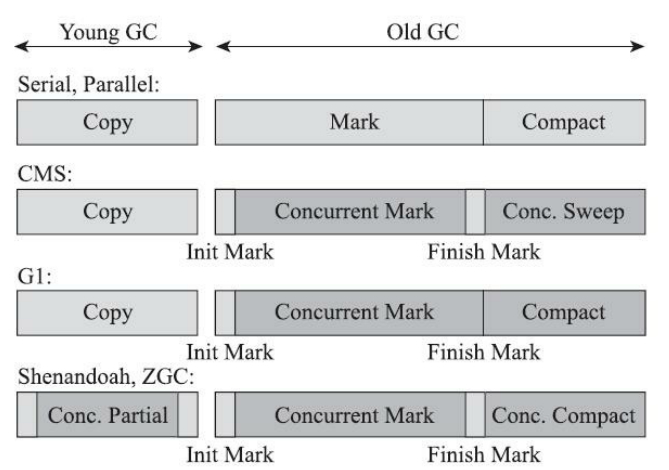 Young GC Old GC
Serial, Parallel:
Copy Mark Compact
CMS:
Copy Concurrent Mark Conc. Sweep
Init Mark Finish Mark
G1:
Copy Concurrent Mark Compact
Init Mark Finish Mark
Shenandoah, ZGC:
Conc. Partial Concurrent Mark Conc. Compact
Init Mark Finish Mark